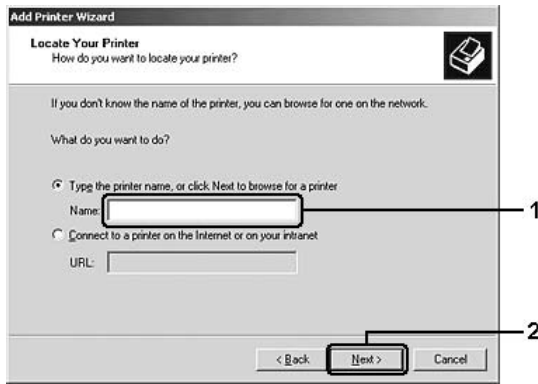 Add Printer Wizard
Locate Your Printer
How do you want to locate your printer?
If you don't know the name of the printer, you can browse for one on the network.
What do you want to do?
Type the printer name, or click Next to browse for a printer
Name:
1
Connect to a printer on the Internet or on your intranet
URL:
2
< Back
Next >
Cancel